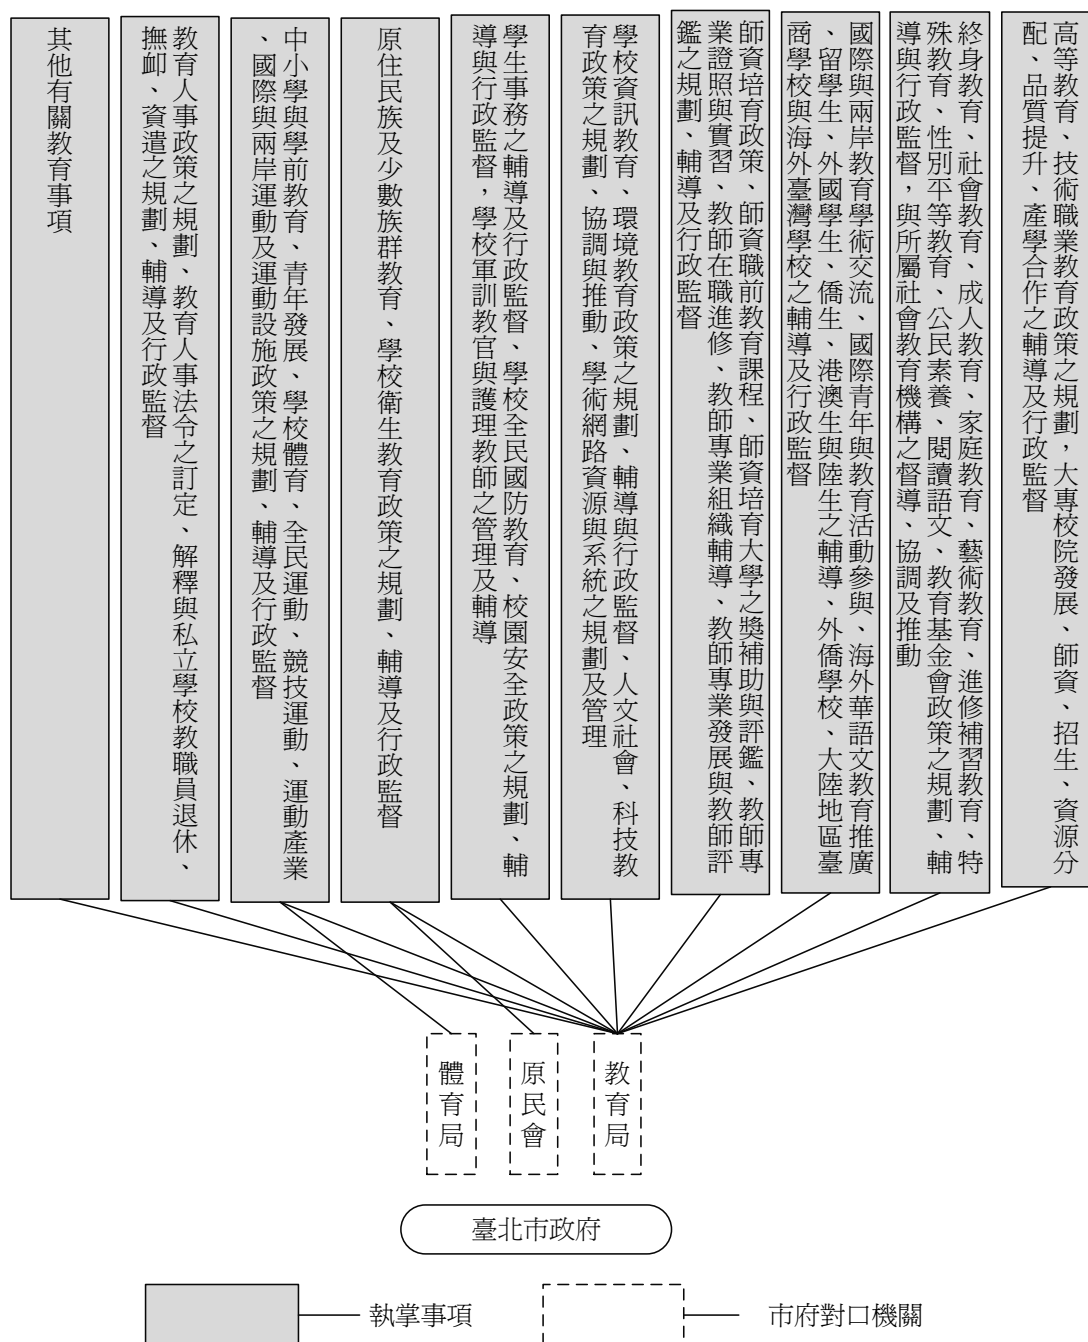 高等教育、技術職業教育政策之規劃，大專校院發展、師資、招生、資源分
配、品質提升、產學合作之輔導及行政監督
終身教育、社會教育、成人教育、家庭教育、藝術教育、進修補習教育、特
殊教育、性別平等教育、公民素養、閱讀語文、教育基金會政策之規劃、輔
導與行政監督，與所屬社會教育機構之督導、協調及推動
國際與兩岸教育學術交流、國際青年與教育活動參與、海外華語文教育推廣
、留學生、外國學生、僑生、港澳生與陸生之輔導、外僑學校、大陸地區臺
商學校與海外臺灣學校之輔導及行政監督
師資培育政策、師資職前教育課程、師資培育大學之獎補助與評鑑、教師專
業證照與實習、教師在職進修、教師專業組織輔導、教師專業發展與教師評
鑑之規劃、輔導及行政監督
學校資訊教育、環境教育政策之規劃、輔導與行政監督、人文社會、科技教
育政策之規劃、協調與推動、學術網路資源與系統之規劃及管理
學生事務之輔導及行政監督、學校全民國防教育、校園安全政策之規劃、輔
導與行政監督，學校軍訓教官與護理教師之管理及輔導
原住民族及少數族群教育、學校衛生教育政策之規劃、輔導及行政監督
中小學與學前教育、青年發展、學校體育、全民運動、競技運動、運動產業
、國際與兩岸運動及運動設施政策之規劃、輔導及行政監督
教育人事政策之規劃、教育人事法令之訂定、解釋與私立學校教職員退休、
撫卹、資遣之規劃、輔導及行政監督
其他有關教育事項
體育局
原民會
教育局
臺北市政府
執掌事項
市府對口機關